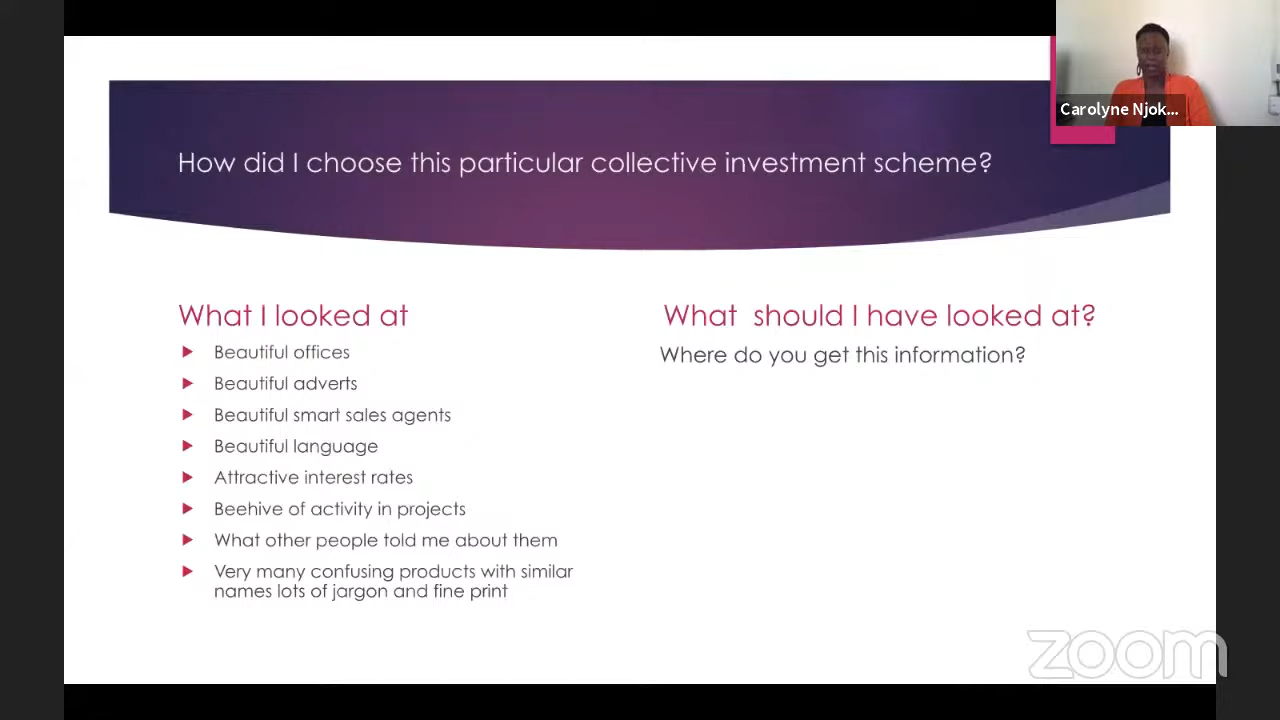 Carolyne Njok...
How did I choose this particular collective investment scheme?
What I looked at
Beautiful offices
Beautiful adverts
Beautiful smart sales agents
Beautiful language
Attractive interest rates
Beehive of activity in projects
What other people told me about them
Very many confusing products with similar
names lots of jargon and fine print
What should I have looked at?
Where do you get this information?
zoom